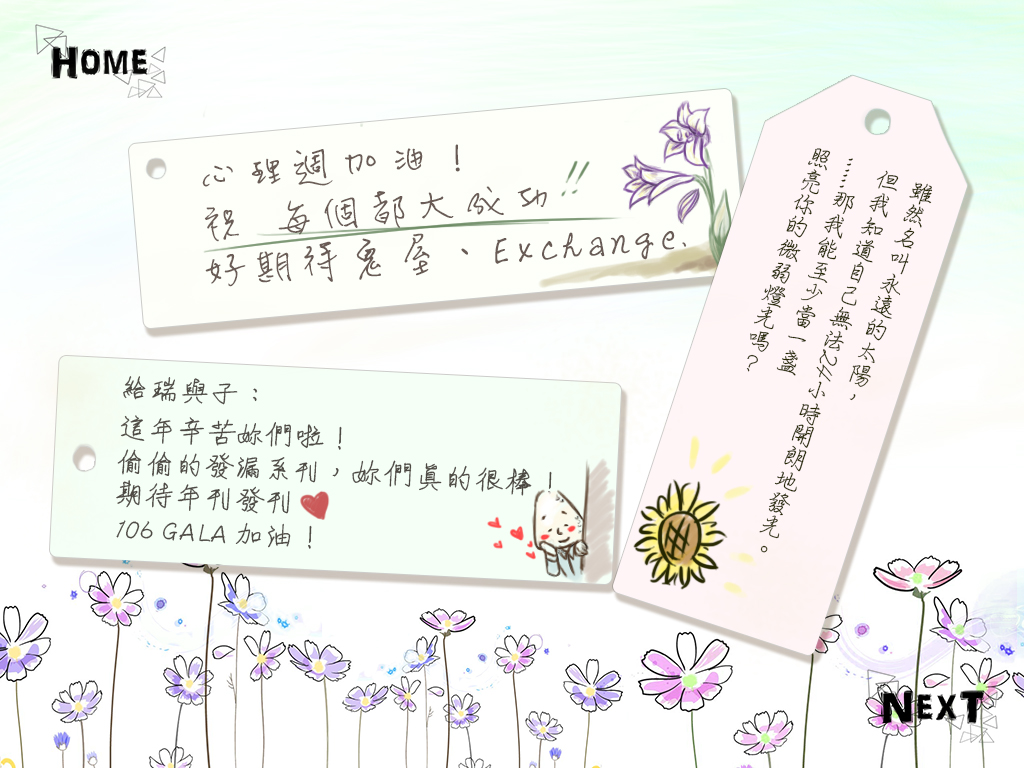 HOME
心理週加油！
祝 每個都大成功!!
好期待鬼屋、Exchange.
雖然名叫永遠的太陽，
但我知道自己無法24小時開朗地發光。
……那我能至少當一盞
照亮你的微弱燈光嗎？
給瑞與子：
這年辛苦妳們啦！
偷偷的發漏系刊，妳們真的很棒！
期待年刊發刊
106 GALA 加油！
NEXT